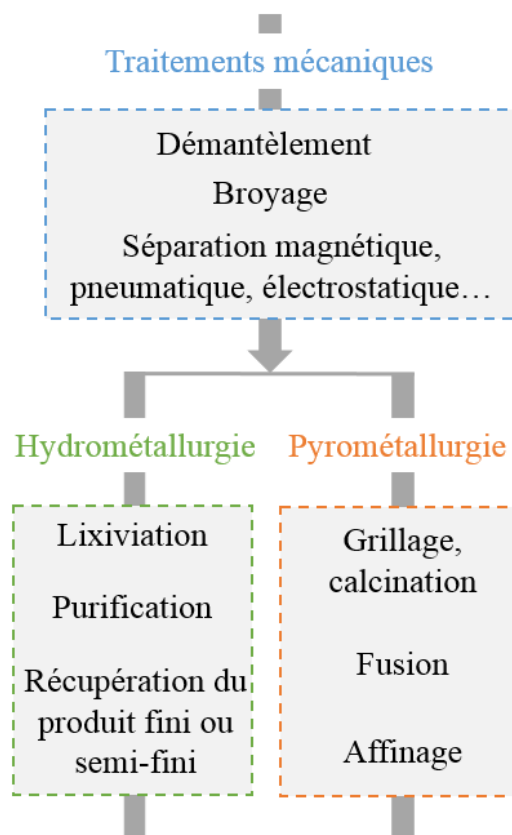 Traitements mécaniques
Démantèlement
Broyage
Séparation magnétique,
pneumatique, électrostatique…
Hydrométallurgie
Lixiviation
Purification
Récupération du
produit fini ou
semi-fini
Pyrométallurgie
Grillage,
calcination
Fusion
Affinage